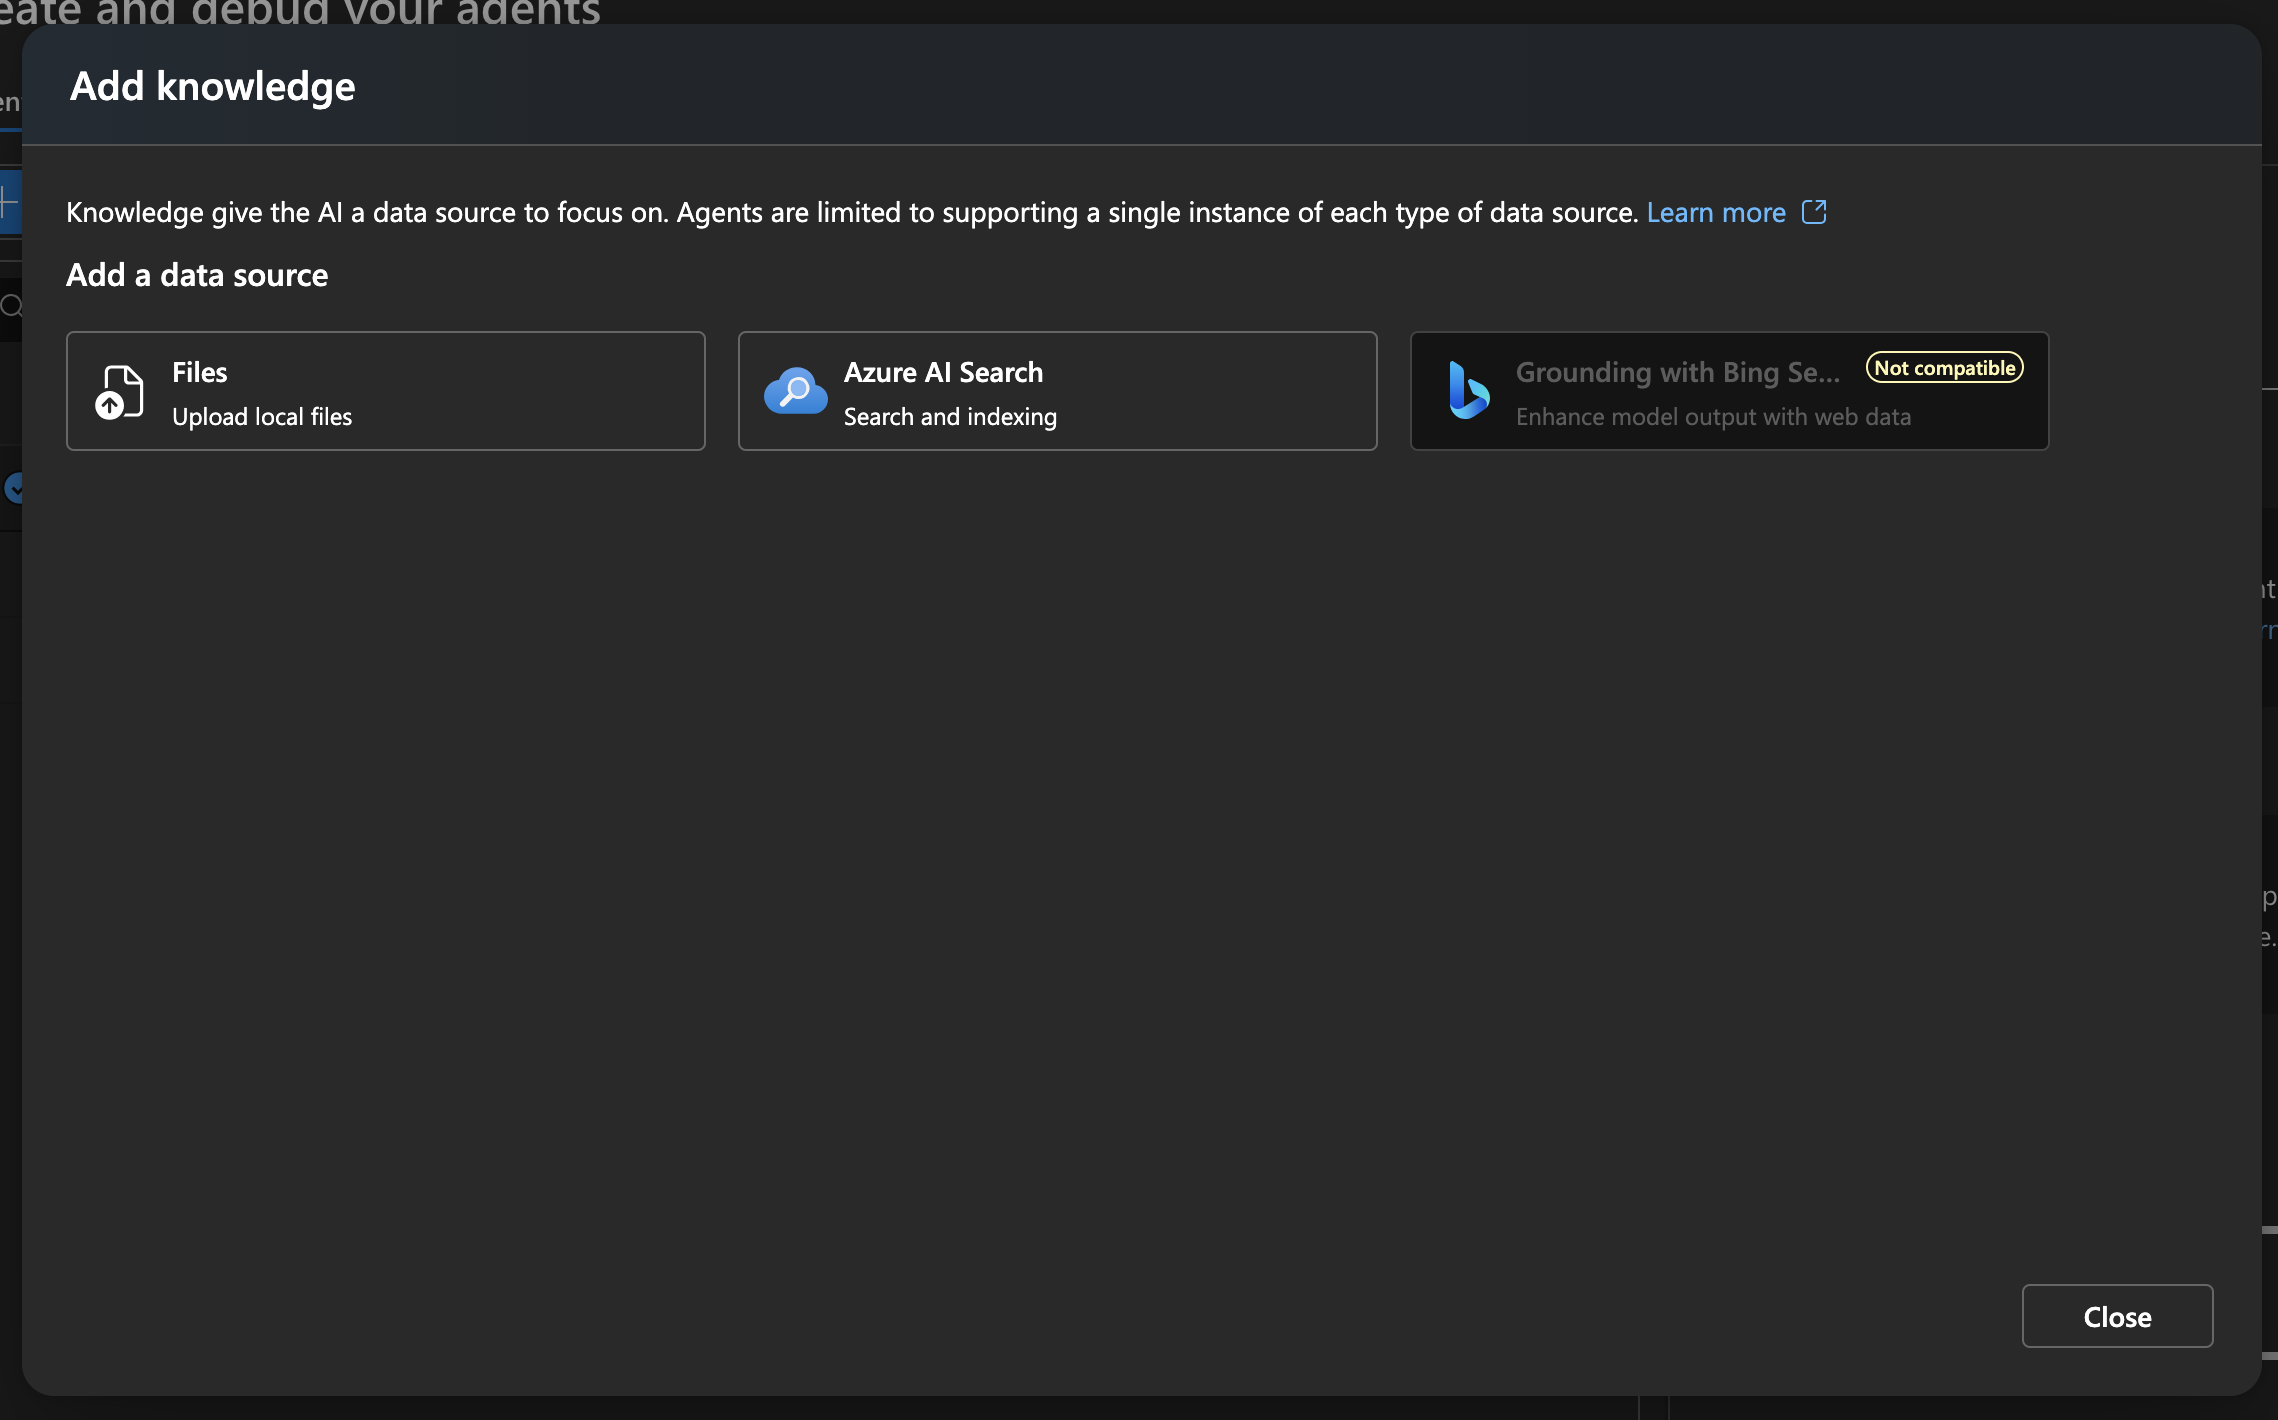 eate and debug your agents
Add knowledge
Knowledge give the AI a data source to focus on. Agents are limited to supporting a single instance of each type of data source. Learn more
Add a data source
Files
Upload local files
Azure AI Search
Search and indexing
Grounding with Bing Se...
Not compatible
Enhance model output with web data
Close